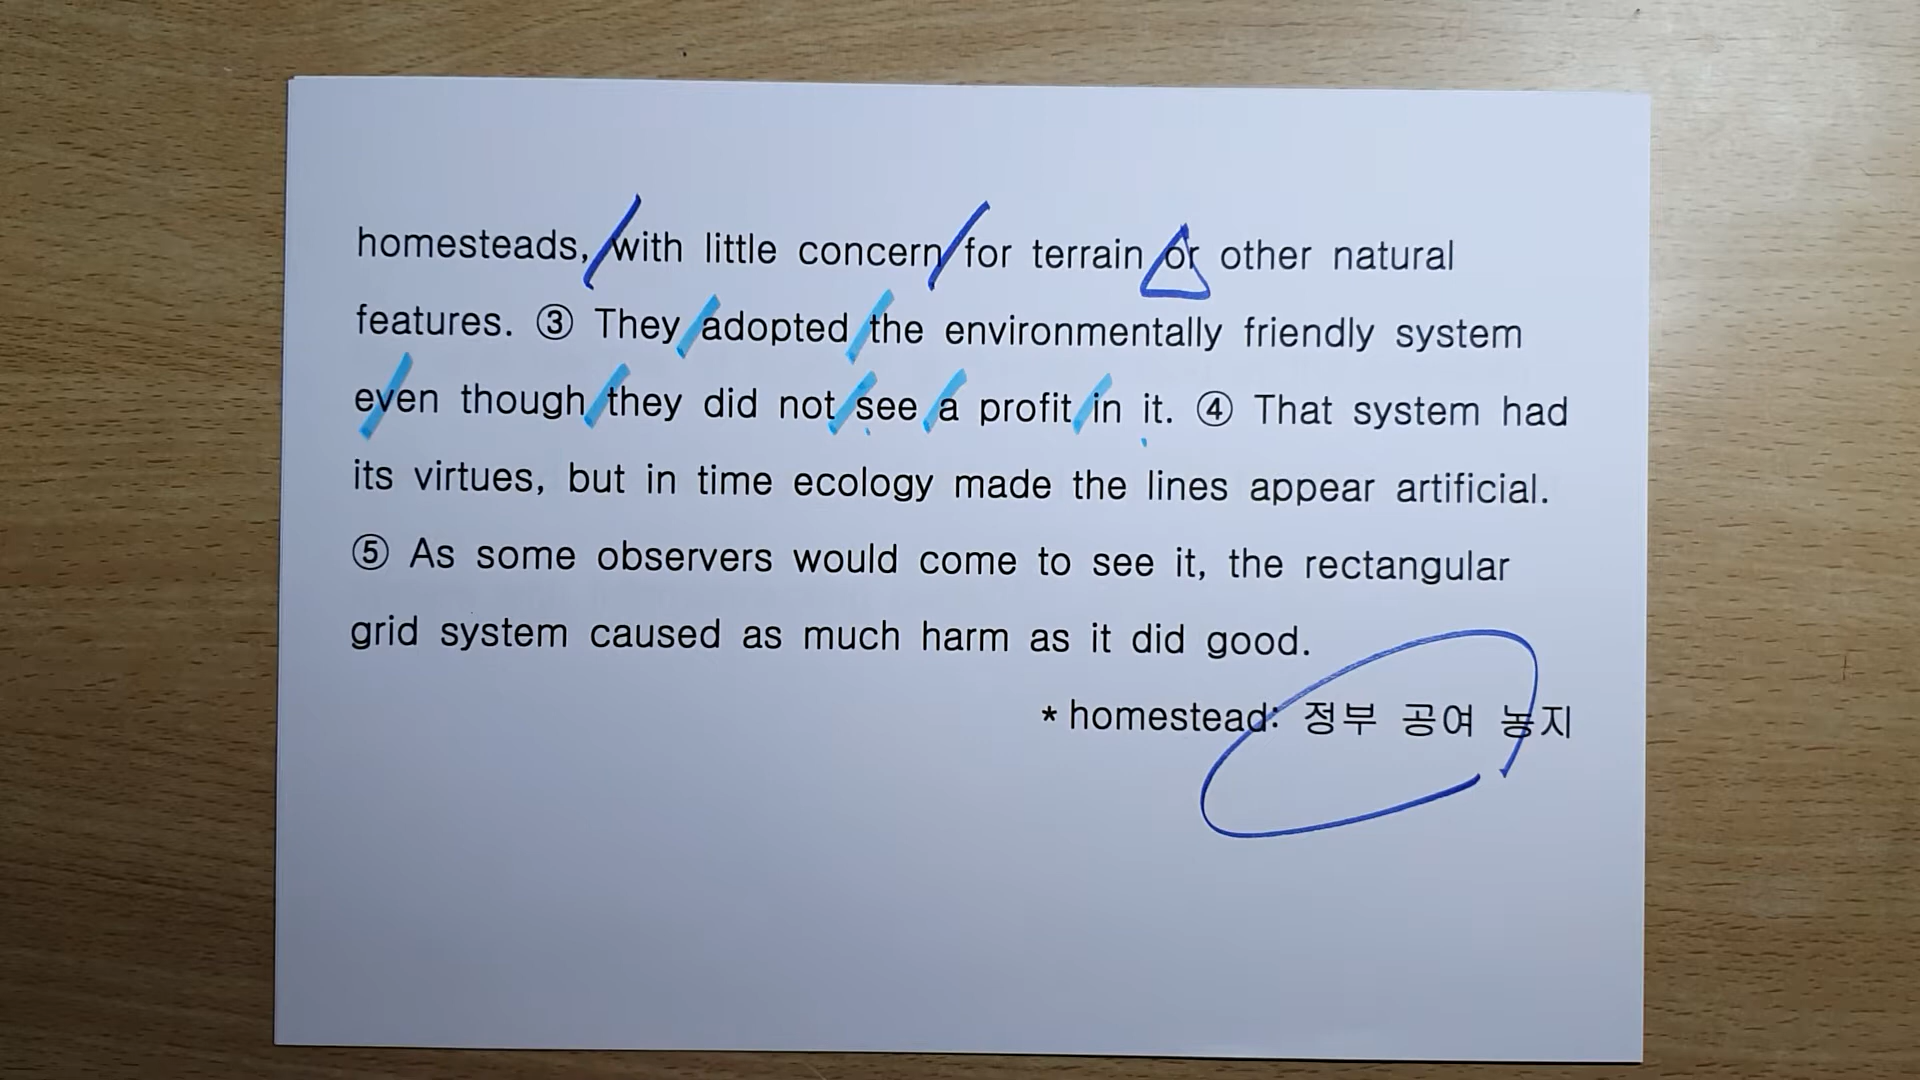 homesteads, with little concern for terrain or other natural
features. ③ They adopted the environmentally friendly system
even though they did not see a profit in it. ④ That system had
its virtues, but in time ecology made the lines appear artificial.
⑤ As some observers would come to see it, the rectangular
grid system caused as much harm as it did good.
* homestead: 정부 공여 농지